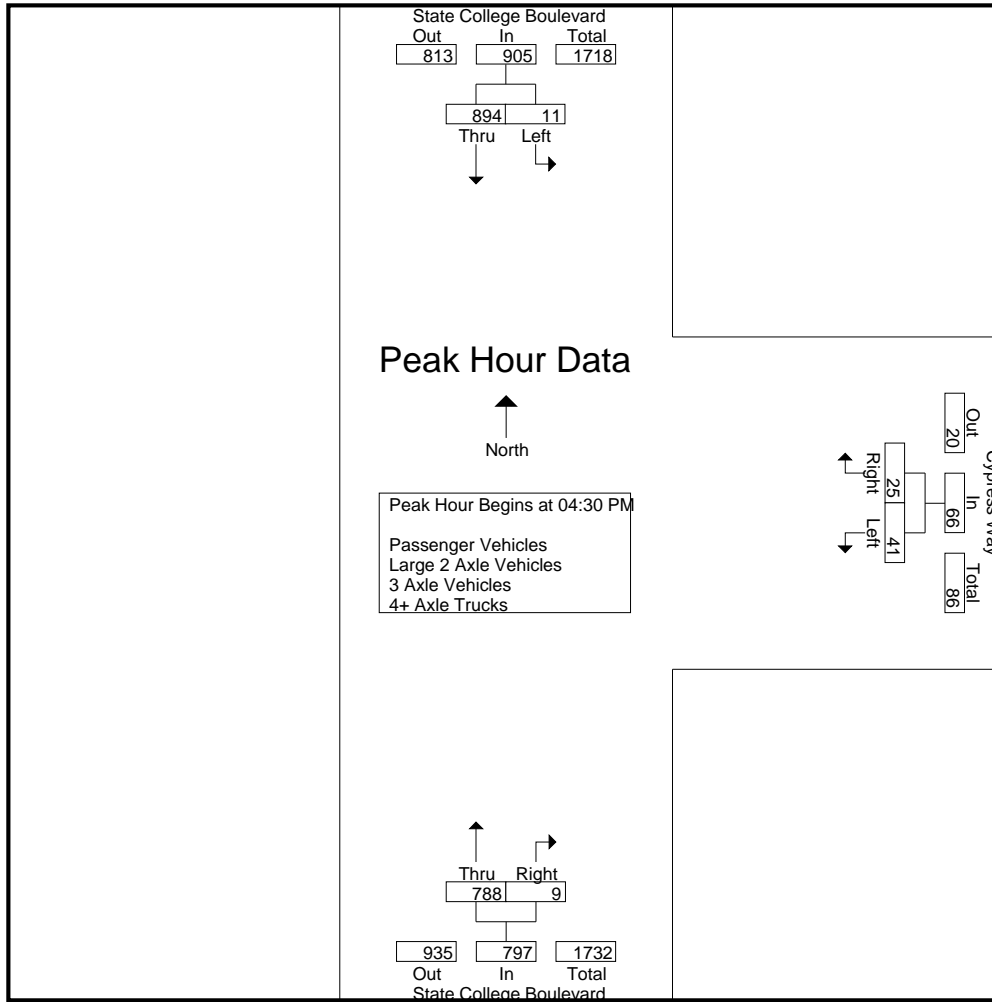 State College Boulevard
Out In Total
813 905 1718
894 11
Thru Left
Peak Hour Data
North
Peak Hour Begins at 04:30 PM
Passenger Vehicles
Large 2 Axle Vehicles
3 Axle Vehicles
4+ Axle Trucks
Cypress Way
Out In Total
20 66 86
25 41
Right Left
Thru Right
788 9
935 797 1732
Out In Total
State College Boulevard